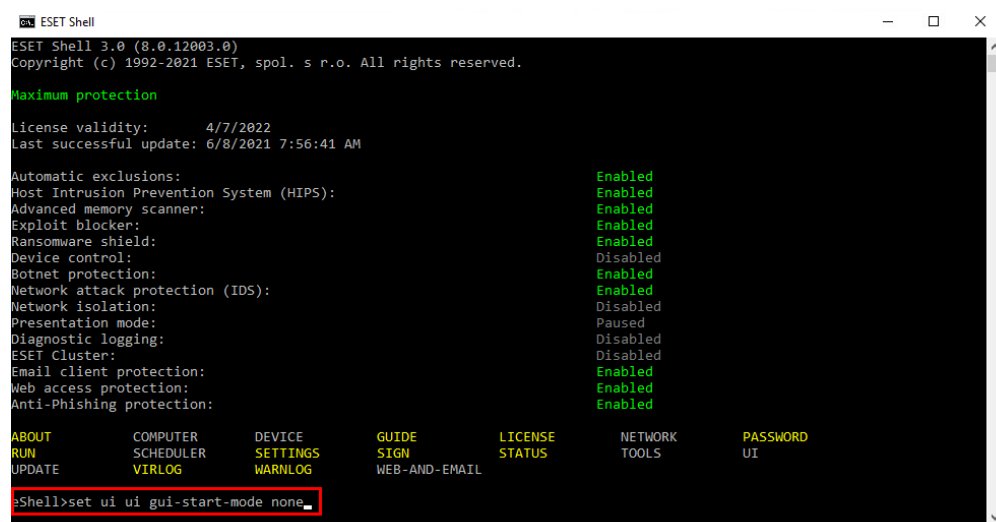 ESET Shell
ESET Shell 3.0 (8.0.12003.0)
Copyright (c) 1992-2021 ESET, spol. s r.o. All rights reserved.
Maximum protection
License validity: 4/7/2022
Last successful update: 6/8/2021 7:56:41 AM
Automatic exclusions: Enabled
Host Intrusion Prevention System (HIPS): Enabled
Advanced memory scanner: Enabled
Exploit blocker: Enabled
Ransomware shield: Enabled
Device control: Disabled
Botnet protection: Enabled
Network attack protection (IDS): Enabled
Network isolation: Disabled
Presentation mode: Paused
Diagnostic logging: Disabled
ESET Cluster: Disabled
Email client protection: Enabled
Web access protection: Enabled
Anti-Phishing protection: Enabled
ABOUT COMPUTER DEVICE GUIDE LICENSE NETWORK PASSWORD
RUN SCHEDULER SETTINGS SIGN STATUS TOOLS UI
UPDATE VIRLOG WARNLOG WEB-AND-EMAIL
eShell>set ui ui gui-start-mode none_